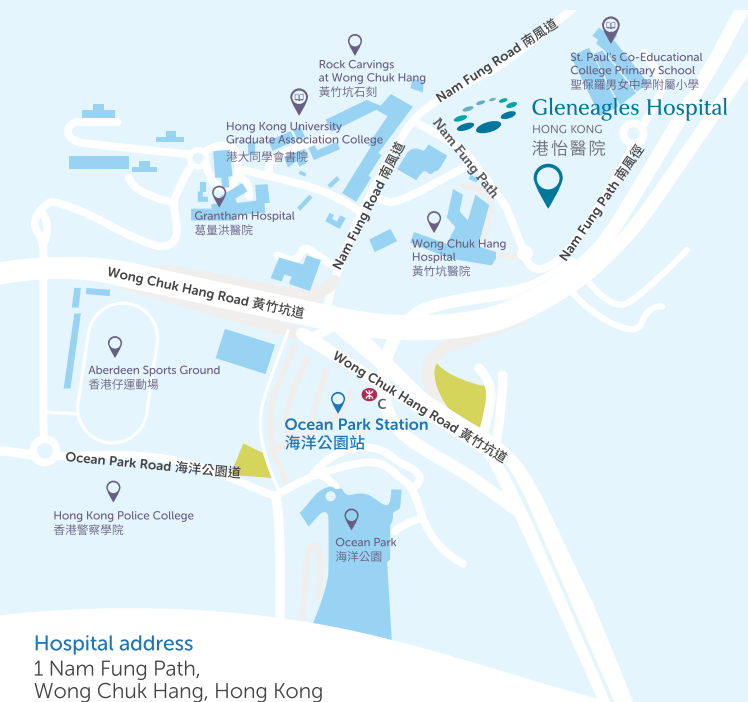 Nam Fung Road 南風道
St. Paul's Co-Educational
College Primary School
聖保羅男女中學附屬小學
Rock Carvings
at Wong Chuk Hang
黃竹坑石刻
Gleneagles Hospital
HONG KONG
港怡醫院
Hong Kong University
Graduate Association College
港大同學會書院
Nam Fung Path
Nam Fung Road 南風道
Nam Fung Path 南風徑
Grantham Hospital
葛量洪醫院
Wong Chuk Hang
Hospital
黃竹坑醫院
Wong Chuk Hang Road 黃竹坑道
Aberdeen Sports Ground
香港仔運動場
Wong Chuk Hang Road 黃竹坑道
C
Ocean Park Station
海洋公園站
Ocean Park Road 海洋公園道
Hong Kong Police College
香港警察學院
Ocean Park
海洋公園
Hospital address
1 Nam Fung Path,
Wong Chuk Hang, Hong Kong